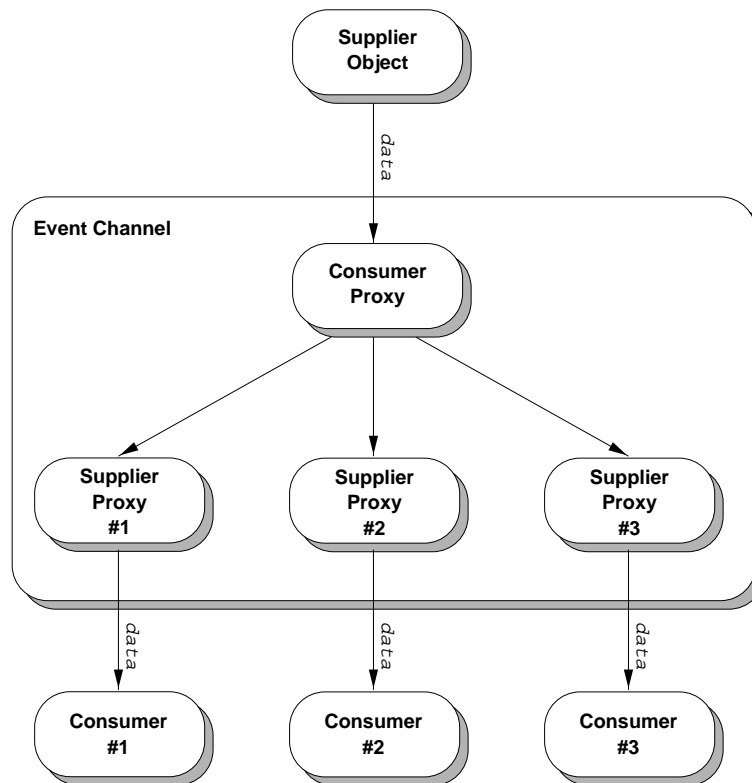 Supplier
Object
data
Event Channel
Consumer
Proxy
Supplier
Proxy
#1
Supplier
Proxy
#2
Supplier
Proxy
#3
data
data
data
Consumer
#1
Consumer
#2
Consumer
#3